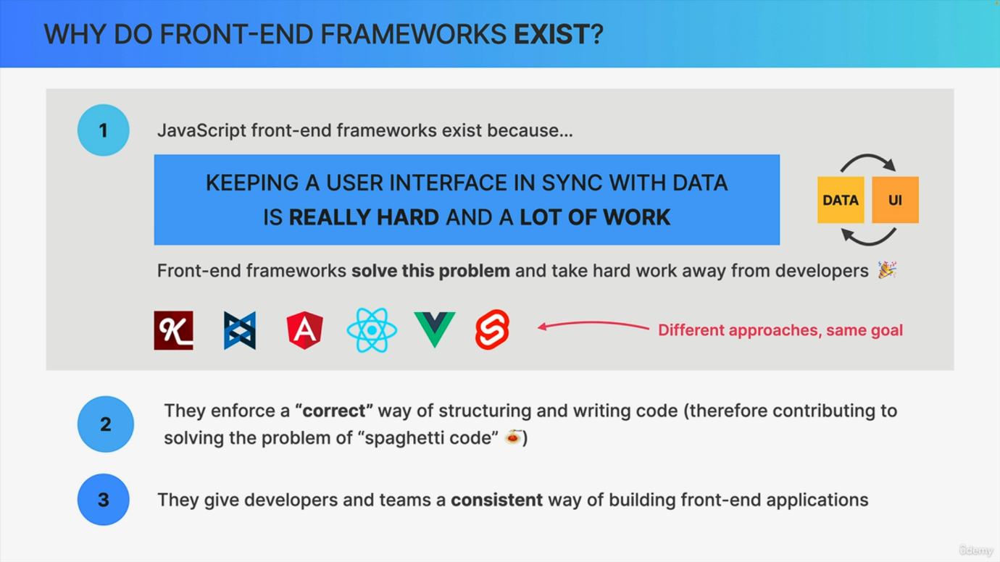 WHY DO FRONT-END FRAMEWORKS EXIST?
1
JavaScript front-end frameworks exist because...
KEEPING A USER INTERFACE IN SYNC WITH DATA
IS REALLY HARD AND A LOT OF WORK
DATA
UI
Front-end frameworks solve this problem and take hard work away from developers 🎉
Different approaches, same goal
2
They enforce a “correct” way of structuring and writing code (therefore contributing to
solving the problem of “spaghetti code” 🍝)
3
They give developers and teams a consistent way of building front-end applications
ûdemy